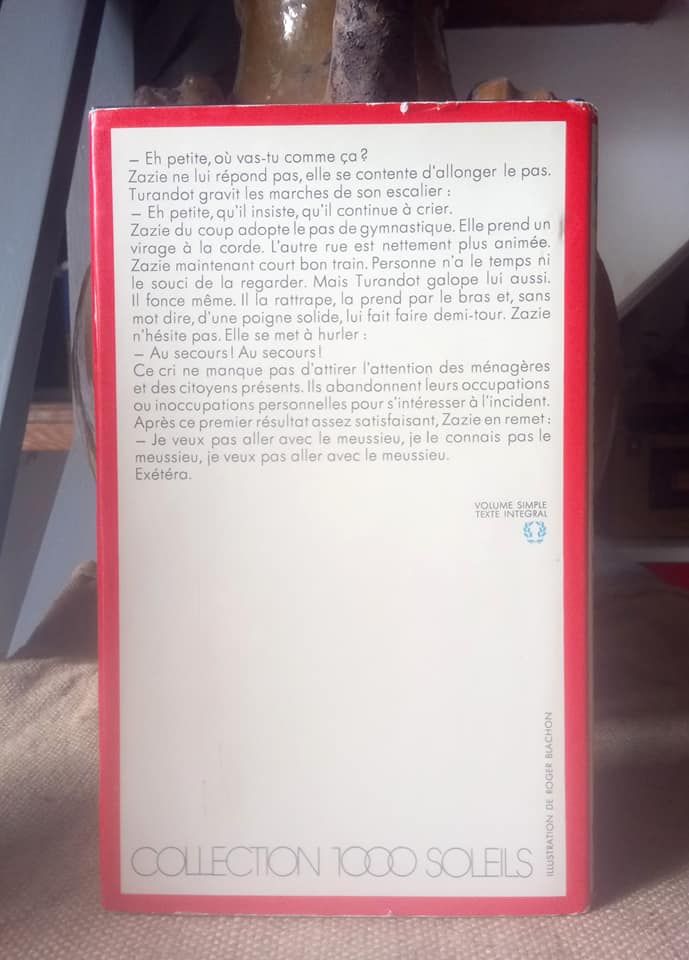 – Eh petite, où vas-tu comme ça ?
Zazie ne lui répond pas, elle se contente d'allonger le pas.
Turandot gravit les marches de son escalier :
– Eh petite, qu'il insiste, qu'il continue à crier.
Zazie du coup adopte le pas de gymnastique. Elle prend un
virage à la corde. L'autre rue est nettement plus animée.
Zazie maintenant court bon train. Personne n'a le temps ni
le souci de la regarder. Mais Turandot galope lui aussi.
Il fonce même. Il la rattrape, la prend par le bras et, sans
mot dire, d'une poigne solide, lui fait faire demi-tour. Zazie
n'hésite pas. Elle se met à hurler :
– Au secours ! Au secours !
Ce cri ne manque pas d'attirer l'attention des ménagères
et des citoyens présents. Ils abandonnent leurs occupations
ou inoccupations personnelles pour s'intéresser à l'incident.
Après ce premier résultat assez satisfaisant, Zazie en remet :
– Je veux pas aller avec le meussieu, je le connais pas le
meussieu, je veux pas aller avec le meussieu.
Exétéra.
VOLUME SIMPLE
TEXTE INTEGRAL
ILLUSTRATION DE ROGER BLACHON
COLLECTION 1000 SOLEILS